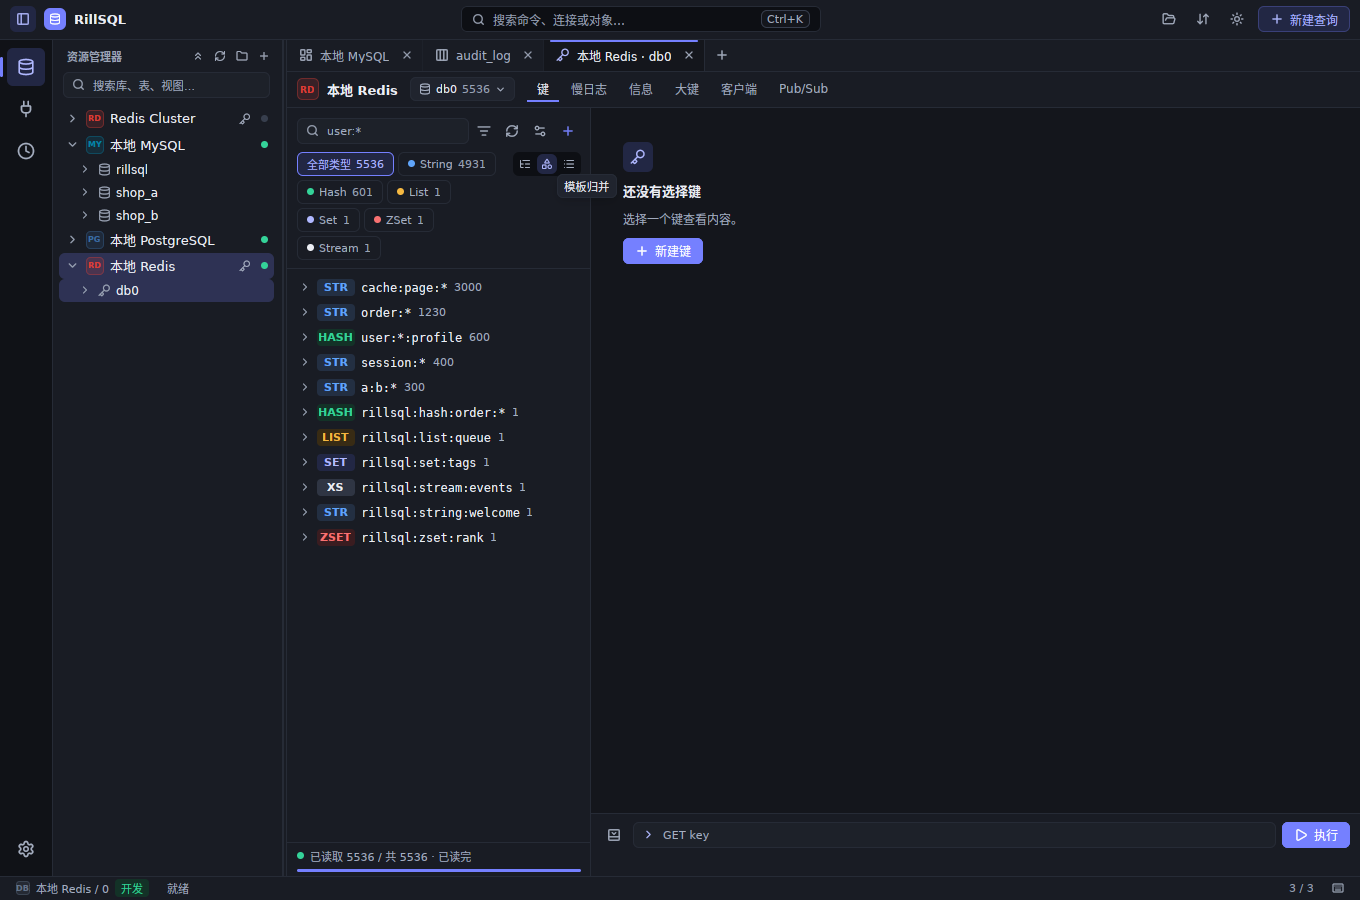 RillSQL
搜索命令、连接或对象...
Ctrl+K
新建查询
资源管理器
搜索库、表、视图...
Redis Cluster
本地 MySQL
rillsql
shop_a
shop_b
本地 PostgreSQL
本地 Redis
db0
本地 MySQL
audit_log
本地 Redis · db0
RD
本地 Redis
db0 5536
键
慢日志
信息
大键
客户端
Pub/Sub
user:*
全部类型 5536
String 4931
Hash 601
List 1
Set 1
ZSet 1
Stream 1
模板归并
STR cache:page:* 3000
STR order:* 1230
HASH user:*:profile 600
STR session:* 400
STR a:b:* 300
HASH rillsql:hash:order:* 1
LIST rillsql:list:queue 1
SET rillsql:set:tags 1
XS rillsql:stream:events 1
STR rillsql:string:welcome 1
ZSET rillsql:zset:rank 1
已读取 5536 / 共 5536 · 已读完
还没有选择键
选择一个键查看内容。
新建键
GET key
执行
DB 本地 Redis / 0 开发 就绪
3 / 3